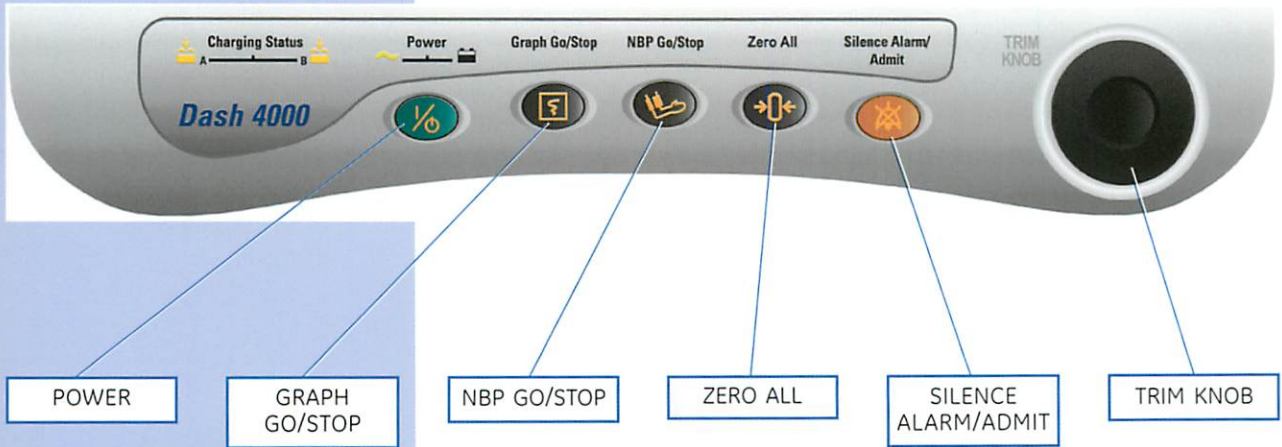 Charging Status
A B
Power
Graph Go/Stop
NBP Go/Stop
Zero All
Silence Alarm/
Admit
TRIM
KNOB
Dash 4000
POWER
GRAPH
GO/STOP
NBP GO/STOP
ZERO ALL
SILENCE
ALARM/ADMIT
TRIM KNOB